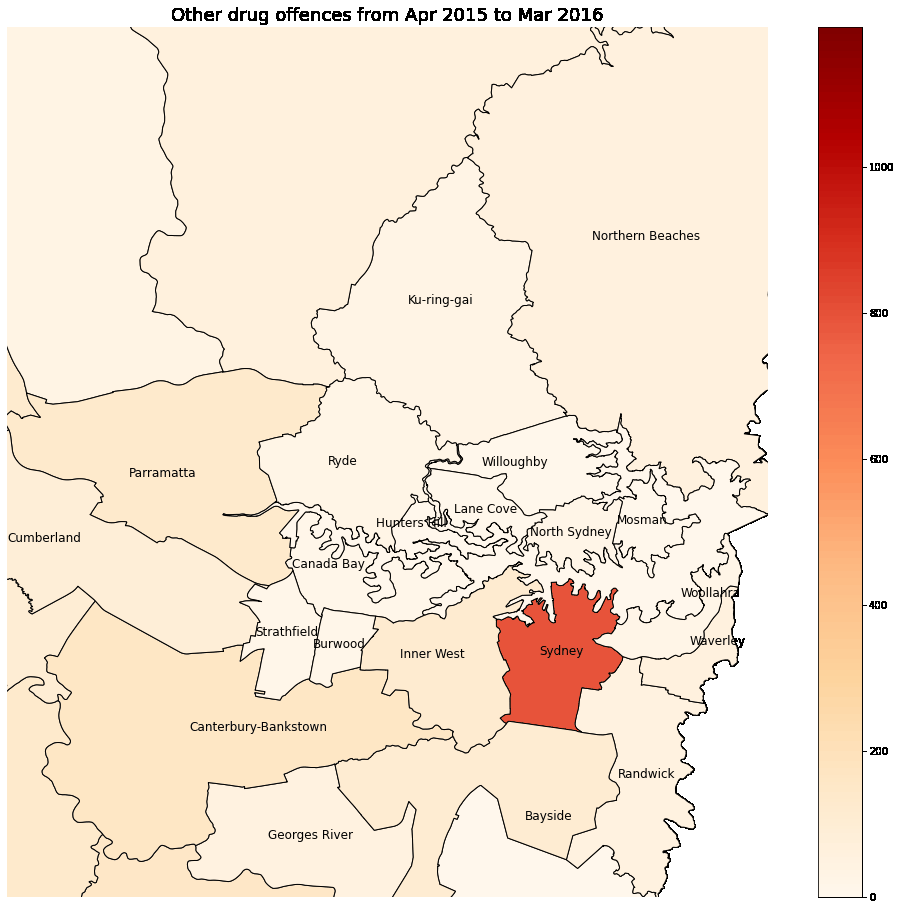 Other drug offences from Apr 2015 to Mar 2016
1000
Northern Beaches
Ku-ring-gai
800
Ryde
Willoughby
600
Parramatta
Lane Cove
Mosman
Hunters Hill
North Sydney
Cumberland
Canada Bay
Woollahra
400
Strathfield
Burwood
Waverley
Inner West
Sydney
Canterbury-Bankstown
200
Randwick
Bayside
Georges River
0